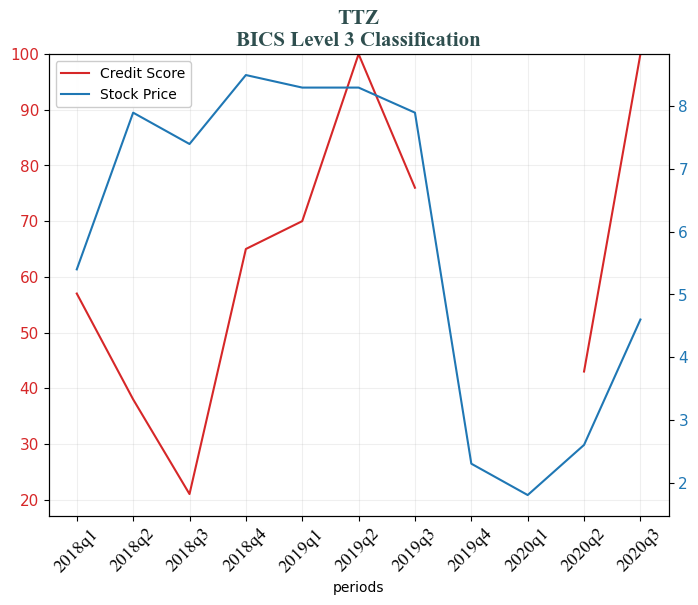 TTZ
BICS Level 3 Classification
Credit Score
Stock Price
100
90
80
70
60
50
40
30
20
8
7
6
5
4
3
2
2018q1
2018q2
2018q3
2018q4
2019q1
2019q2
2019q3
2019q4
2020q1
2020q2
2020q3
periods